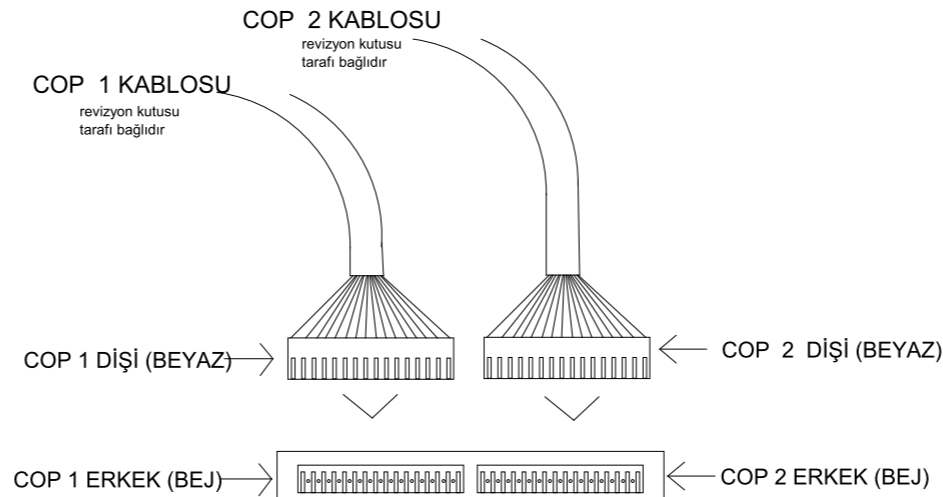 COP 2 KABLOSU
revizyon kutusu
tarafı bağlıdır
COP 1 KABLOSU
revizyon kutusu
tarafı bağlıdır
COP 1 DİŞİ (BEYAZ)
COP 2 DİŞİ (BEYAZ)
COP 1 ERKEK (BEJ)
COP 2 ERKEK (BEJ)